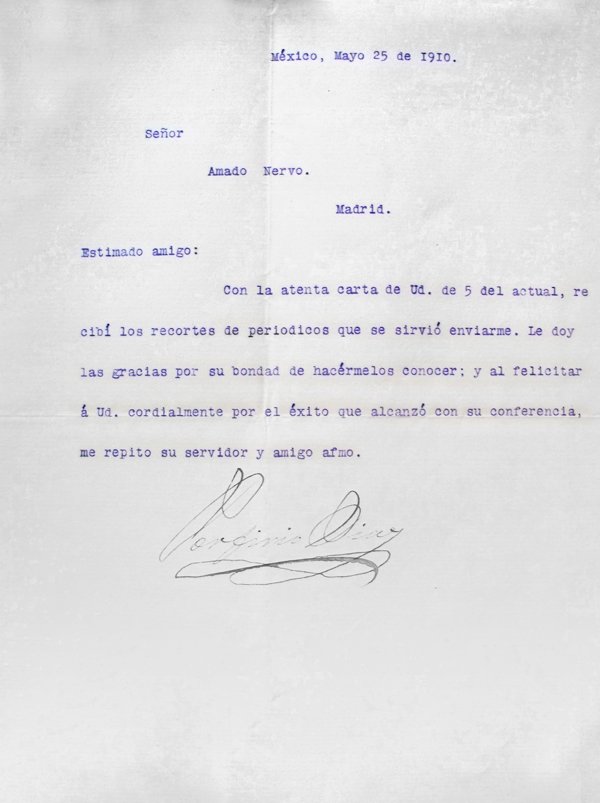 México, Mayo 25 de 1910.
Señor
Amado Nervo.
Madrid.
Estimado amigo:
Con la atenta carta de Ud. de 5 del actual, re
cibí los recortes de periodicos que se sirvió enviarme. Le doy
las gracias por su bondad de hacérmelos conocer; y al felicitar
á Ud. cordialmente por el éxito que alcanzó con su conferencia,
me repito su servidor y amigo afmo.
Porfirio Diaz